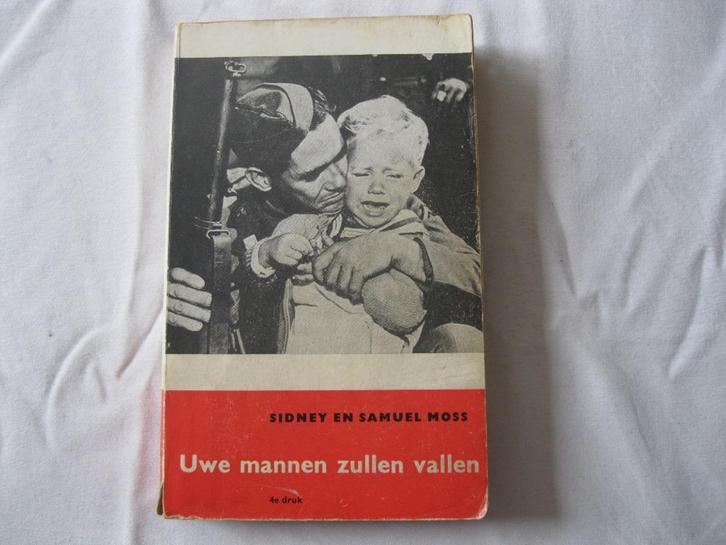 SIDNEY EN SAMUEL MOSS
Uwe mannen zullen vallen
4e druk